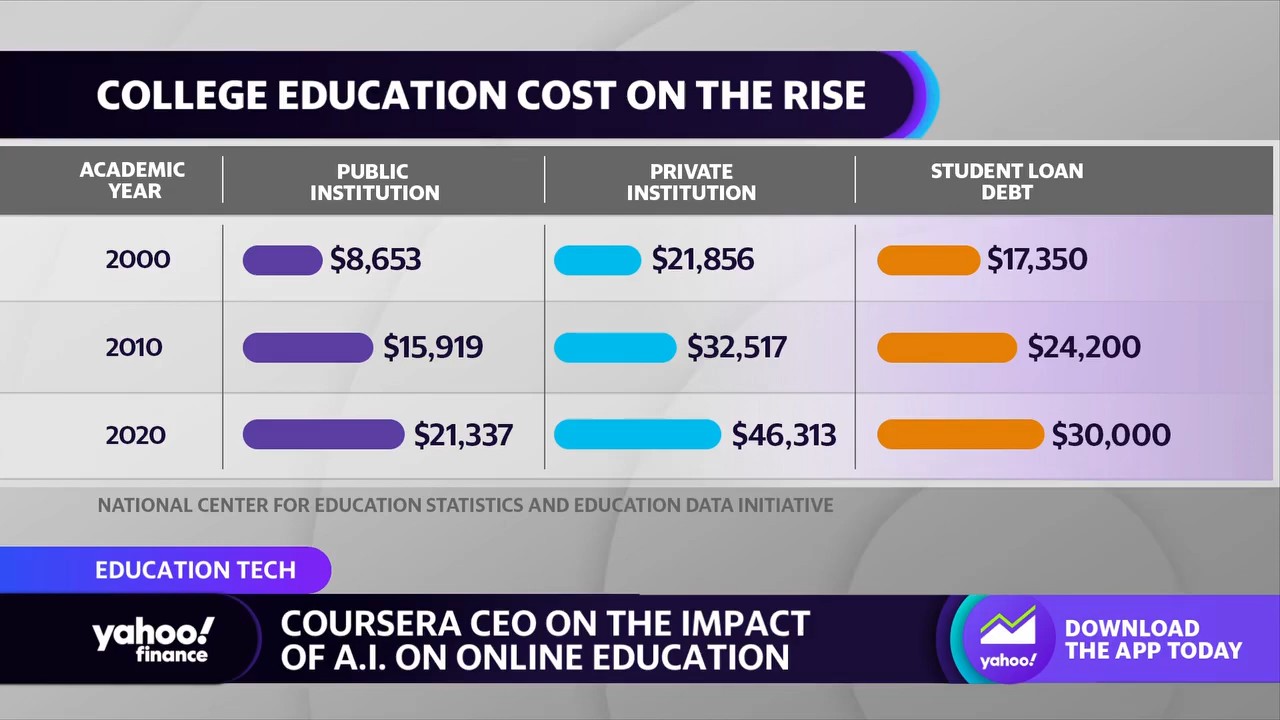 COLLEGE EDUCATION COST ON THE RISE
ACADEMIC
YEAR
PUBLIC
INSTITUTION
PRIVATE
INSTITUTION
STUDENT LOAN
DEBT
2000 $8,653 $21,856 $17,350
2010 $15,919 $32,517 $24,200
2020 $21,337 $46,313 $30,000
NATIONAL CENTER FOR EDUCATION STATISTICS AND EDUCATION DATA INITIATIVE
EDUCATION TECH
yahoo!
finance
COURSERA CEO ON THE IMPACT
OF A.I. ON ONLINE EDUCATION
yahoo!
DOWNLOAD
THE APP TODAY